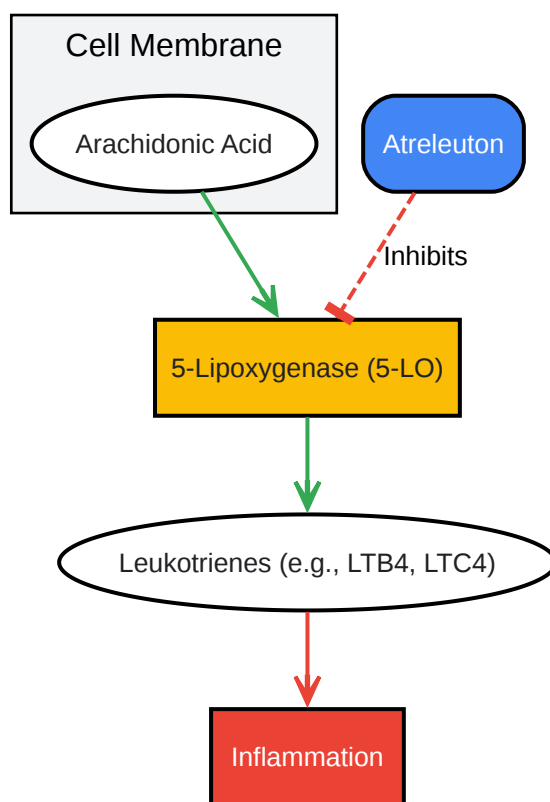 Cell Membrane
Arachidonic Acid
Atreleuton
Inhibits
5-Lipoxygenase (5-LO)
Leukotrienes (e.g., LTB4, LTC4)
Inflammation